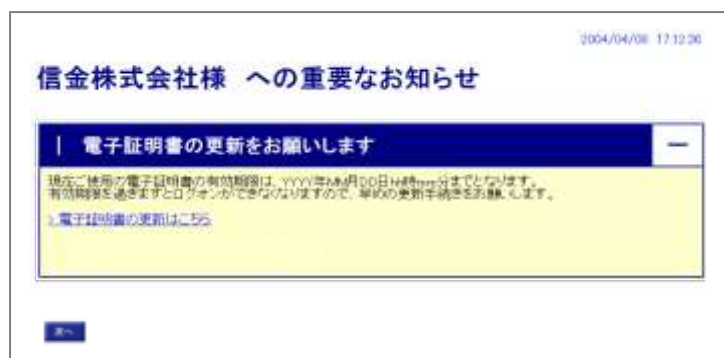 2004/04/08 17:12:36
信金株式会社様 への重要なお知らせ
| 電子証明書の更新をお願いします
現在ご使用の電子証明書の有効期限は、YYYY年MM月DD日HH時mm分までとなります。
有効期限を過ぎますとログオンができなくなりますので、早めの更新手続きをお願いします。
> 電子証明書の更新はこちら
次へ